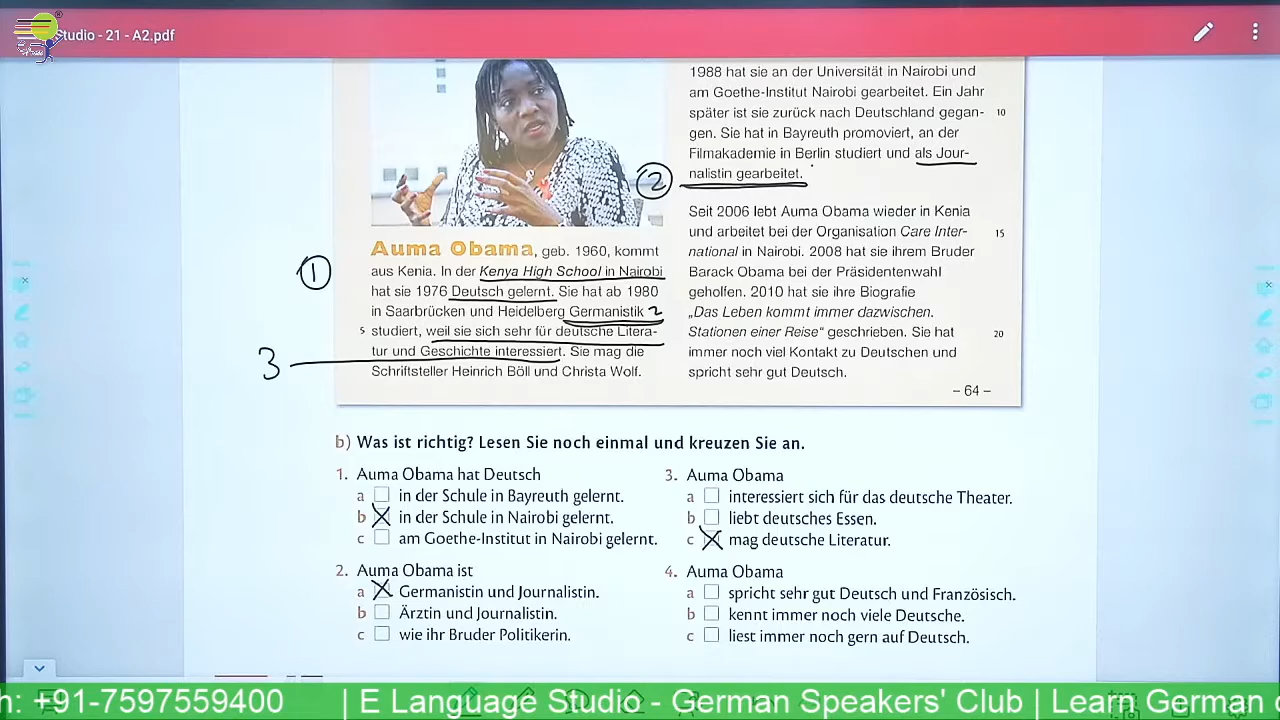 Studio - 21 - A2.pdf
1988 hat sie an der Universität in Nairobi und
am Goethe-Institut Nairobi gearbeitet. Ein Jahr
später ist sie zurück nach Deutschland gegan- 10
gen. Sie hat in Bayreuth promoviert, an der
Filmakademie in Berlin studiert und als Jour-
2 nalistin gearbeitet.
Seit 2006 lebt Auma Obama wieder in Kenia
und arbeitet bei der Organisation Care Inter- 15
national in Nairobi. 2008 hat sie ihrem Bruder
Barack Obama bei der Präsidentenwahl
geholfen. 2010 hat sie ihre Biografie
„Das Leben kommt immer dazwischen.
Stationen einer Reise“ geschrieben. Sie hat 20
immer noch viel Kontakt zu Deutschen und
spricht sehr gut Deutsch.
– 64 –
Auma Obama, geb. 1960, kommt
1 aus Kenia. In der Kenya High School in Nairobi
hat sie 1976 Deutsch gelernt. Sie hat ab 1980
in Saarbrücken und Heidelberg Germanistik 2
5 studiert, weil sie sich sehr für deutsche Litera-
3 tur und Geschichte interessiert. Sie mag die
Schriftsteller Heinrich Böll und Christa Wolf.
b) Was ist richtig? Lesen Sie noch einmal und kreuzen Sie an.
1. Auma Obama hat Deutsch
a in der Schule in Bayreuth gelernt.
b in der Schule in Nairobi gelernt.
c am Goethe-Institut in Nairobi gelernt.
2. Auma Obama ist
a Germanistin und Journalistin.
b Ärztin und Journalistin.
c wie ihr Bruder Politikerin.
3. Auma Obama
a interessiert sich für das deutsche Theater.
b liebt deutsches Essen.
c mag deutsche Literatur.
4. Auma Obama
a spricht sehr gut Deutsch und Französisch.
b kennt immer noch viele Deutsche.
c liest immer noch gern auf Deutsch.
h: +91-7597559400 | E Language Studio - German Speakers' Club | Learn German